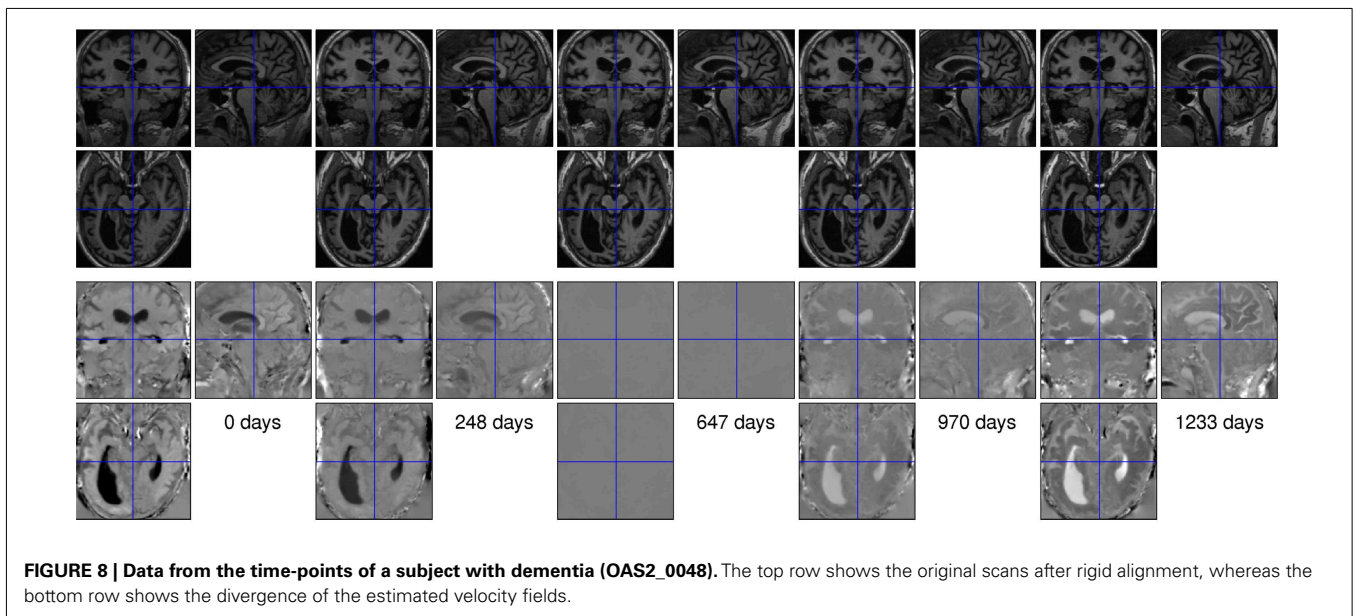 0 days 248 days 647 days 970 days 1233 days
FIGURE 8 | Data from the time-points of a subject with dementia (OAS2_0048). The top row shows the original scans after rigid alignment, whereas the
bottom row shows the divergence of the estimated velocity fields.